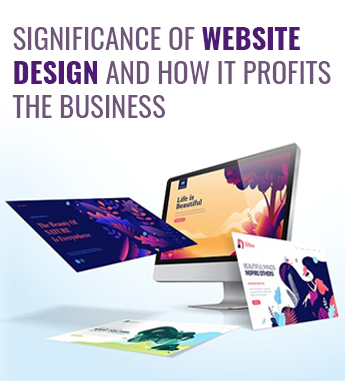 SIGNIFICANCE OF WEBSITE
DESIGN AND HOW IT PROFITS
THE BUSINESS
Life is
Beautiful
The Beauty Of
NATURE
Is Everywhere
BEAUTIFUL MINDS
INSPIRE OTHERS